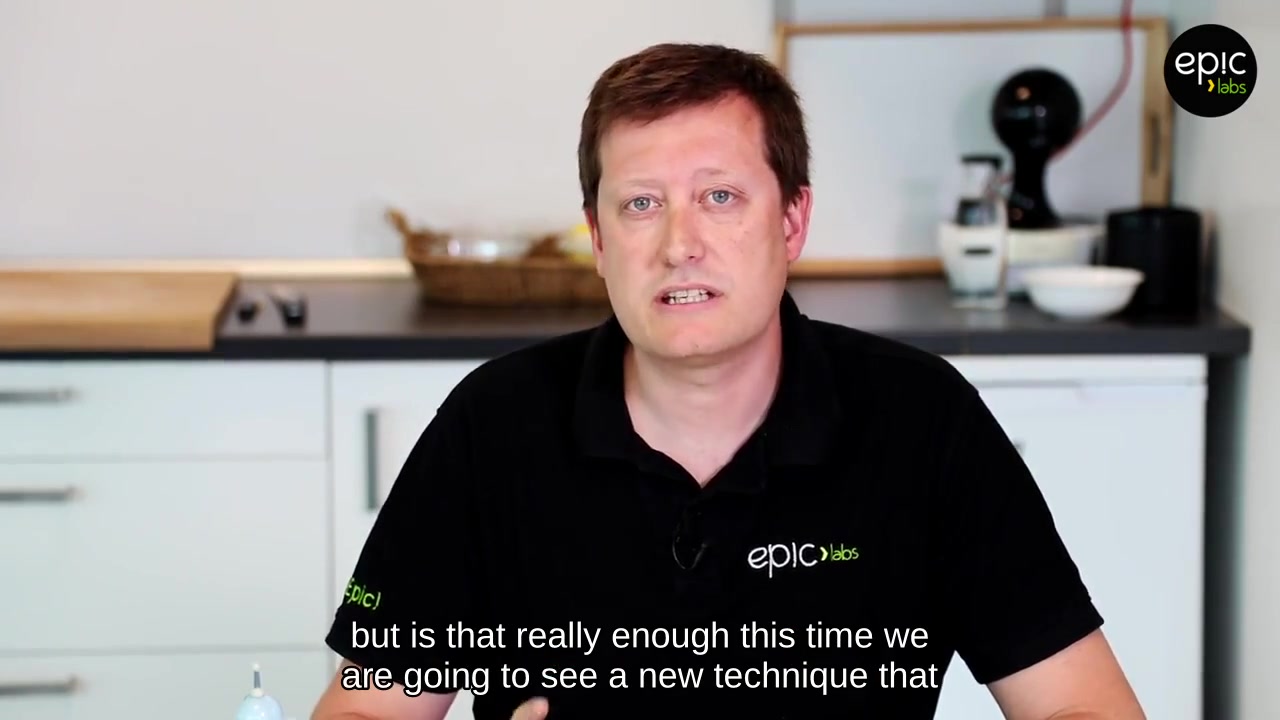 epic
labs
epic labs
epic
but is that really enough this time we
are going to see a new technique that